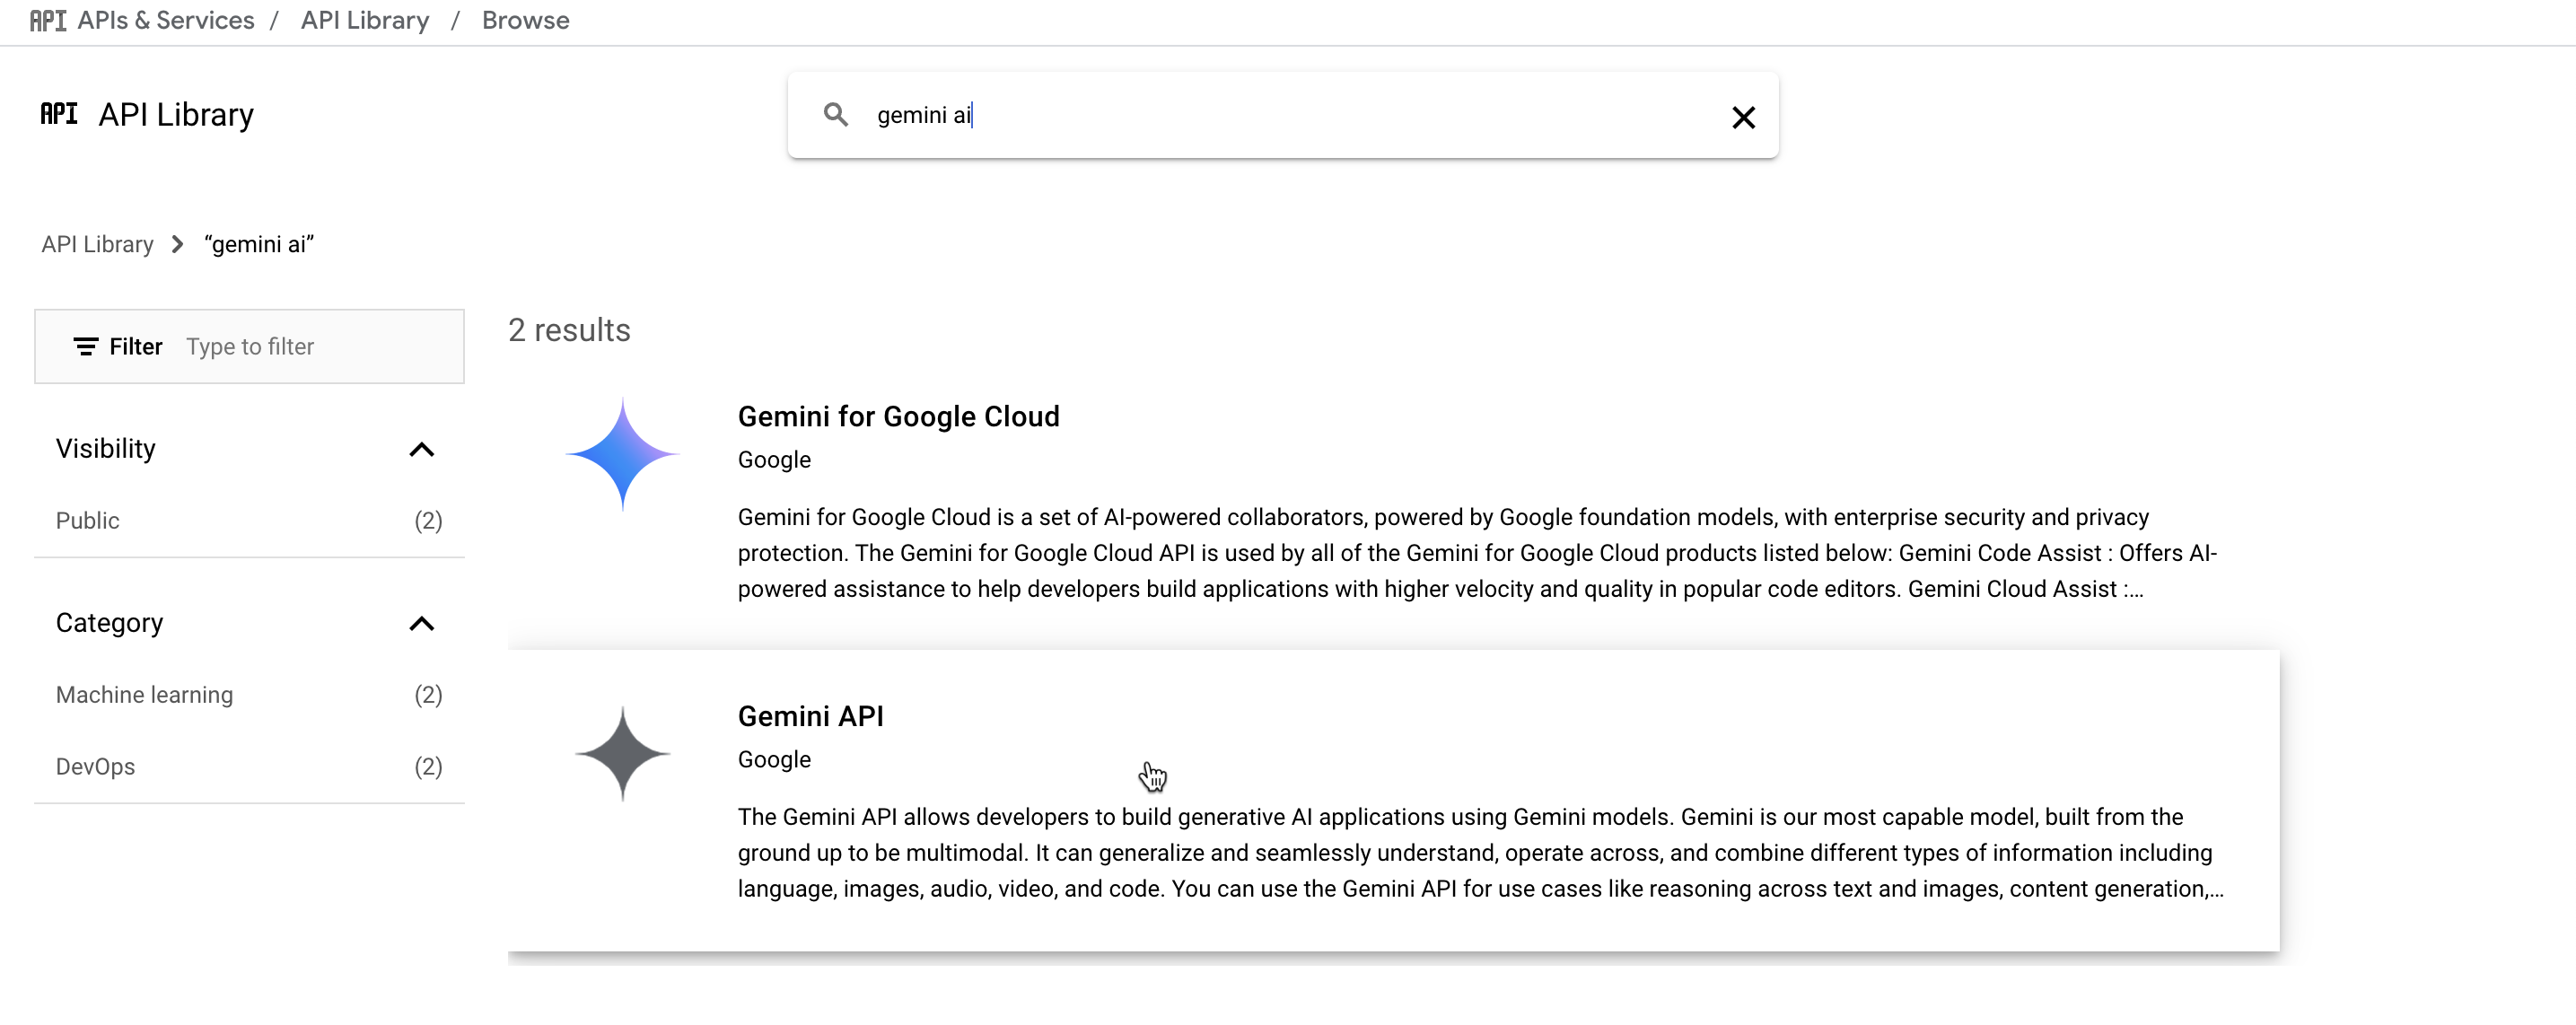 API APIs & Services / API Library / Browse
API API Library
gemini ai
API Library > “gemini ai”
Filter Type to filter
2 results
Visibility
Public (2)
Category
Machine learning (2)
DevOps (2)
Gemini for Google Cloud
Google
Gemini for Google Cloud is a set of AI-powered collaborators, powered by Google foundation models, with enterprise security and privacy
protection. The Gemini for Google Cloud API is used by all of the Gemini for Google Cloud products listed below: Gemini Code Assist : Offers AI-
powered assistance to help developers build applications with higher velocity and quality in popular code editors. Gemini Cloud Assist :...
Gemini API
Google
The Gemini API allows developers to build generative AI applications using Gemini models. Gemini is our most capable model, built from the
ground up to be multimodal. It can generalize and seamlessly understand, operate across, and combine different types of information including
language, images, audio, video, and code. You can use the Gemini API for use cases like reasoning across text and images, content generation,...